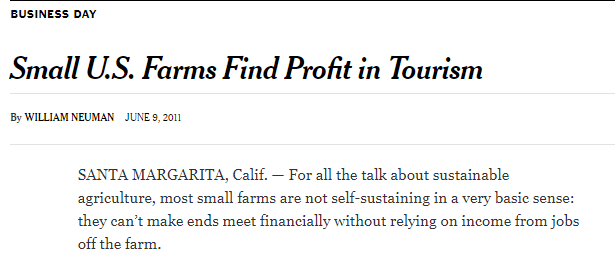 BUSINESS DAY
Small U.S. Farms Find Profit in Tourism
By WILLIAM NEUMAN JUNE 9, 2011
SANTA MARGARITA, Calif. — For all the talk about sustainable
agriculture, most small farms are not self-sustaining in a very basic sense:
they can’t make ends meet financially without relying on income from jobs
off the farm.